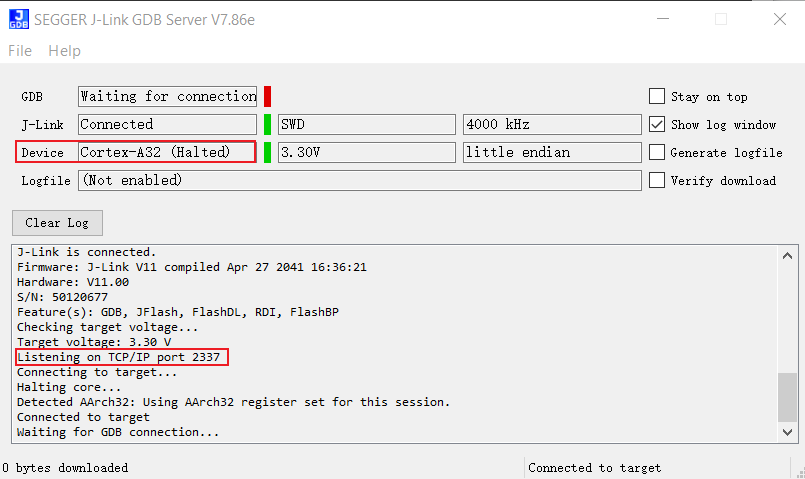 SEGGER J-Link GDB Server V7.86e
File Help
GDB Waiting for connection Stay on top
J-Link Connected SWD 4000 kHz Show log window
Device Cortex-A32 (Halted) 3.30V little endian Generate logfile
Logfile (Not enabled) Verify download
Clear Log
J-Link is connected.
Firmware: J-Link V11 compiled Apr 27 2041 16:36:21
Hardware: V11.00
S/N: 50120677
Feature(s): GDB, JFlash, FlashDL, RDI, FlashBP
Checking target voltage...
Target voltage: 3.30 V
Listening on TCP/IP port 2337
Connecting to target...
Halting core...
Detected AArch32: Using AArch32 register set for this session.
Connected to target
Waiting for GDB connection...
0 bytes downloaded Connected to target